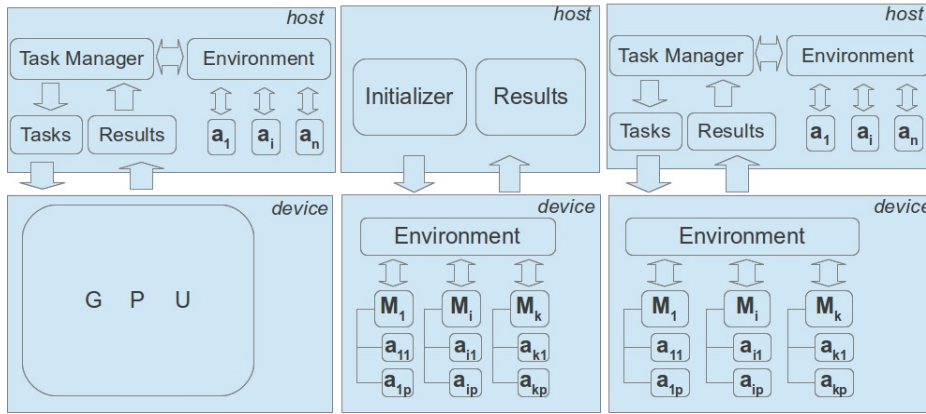 host
Task Manager
Environment
Tasks
Results
a1
ai
an
device
G P U
host
Initializer
Results
device
Environment
M1
Mi
Mk
a11
ai1
ak1
a1p
aip
akp
host
Task Manager
Environment
Tasks
Results
a1
ai
an
device
Environment
M1
Mi
Mk
a11
ai1
ak1
a1p
aip
akp